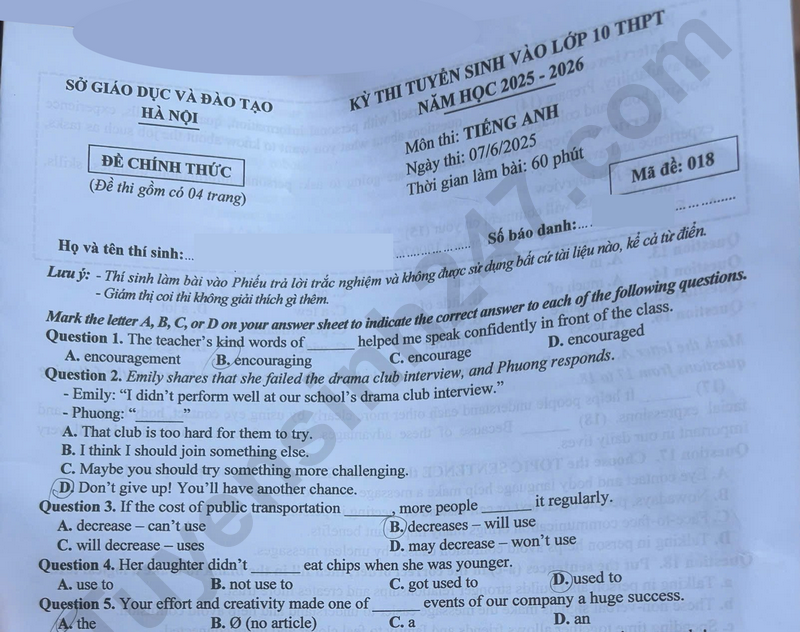 SỞ GIÁO DỤC VÀ ĐÀO TẠO
HÀ NỘI
ĐỀ CHÍNH THỨC
(Đề thi gồm có 04 trang)
KỲ THI TUYỂN SINH VÀO LỚP 10 THPT
NĂM HỌC 2025 - 2026
Môn thi: TIẾNG ANH
Ngày thi: 07/6/2025
Thời gian làm bài: 60 phút
Mã đề: 018
Họ và tên thí sinh:... .................... Số báo danh:.... ................
Lưu ý: - Thí sinh làm bài vào Phiếu trả lời trắc nghiệm và không được sử dụng bất cứ tài liệu nào, kể cả từ điển.
- Giám thị coi thi không giải thích gì thêm.
Mark the letter A, B, C, or D on your answer sheet to indicate the correct answer to each of the following questions.
Question 1. The teacher's kind words of ______ helped me speak confidently in front of the class.
A. encouragement B. encouraging C. encourage D. encouraged
Question 2. Emily shares that she failed the drama club interview, and Phuong responds.
- Emily: “I didn't perform well at our school's drama club interview.”
- Phuong: “______”
A. That club is too hard for them to try.
B. I think I should join something else.
C. Maybe you should try something more challenging.
D. Don't give up! You'll have another chance.
Question 3. If the cost of public transportation ______, more people ______ it regularly.
A. decrease – can't use B. decreases – will use
C. will decrease – uses D. may decrease – won't use
Question 4. Her daughter didn't ______ eat chips when she was younger.
A. use to B. not use to C. got used to D. used to
Question 5. Your effort and creativity made one of ______ events of our company a huge success.
A. the B. Ø (no article) C. a D. an
Tuyensinh247.com